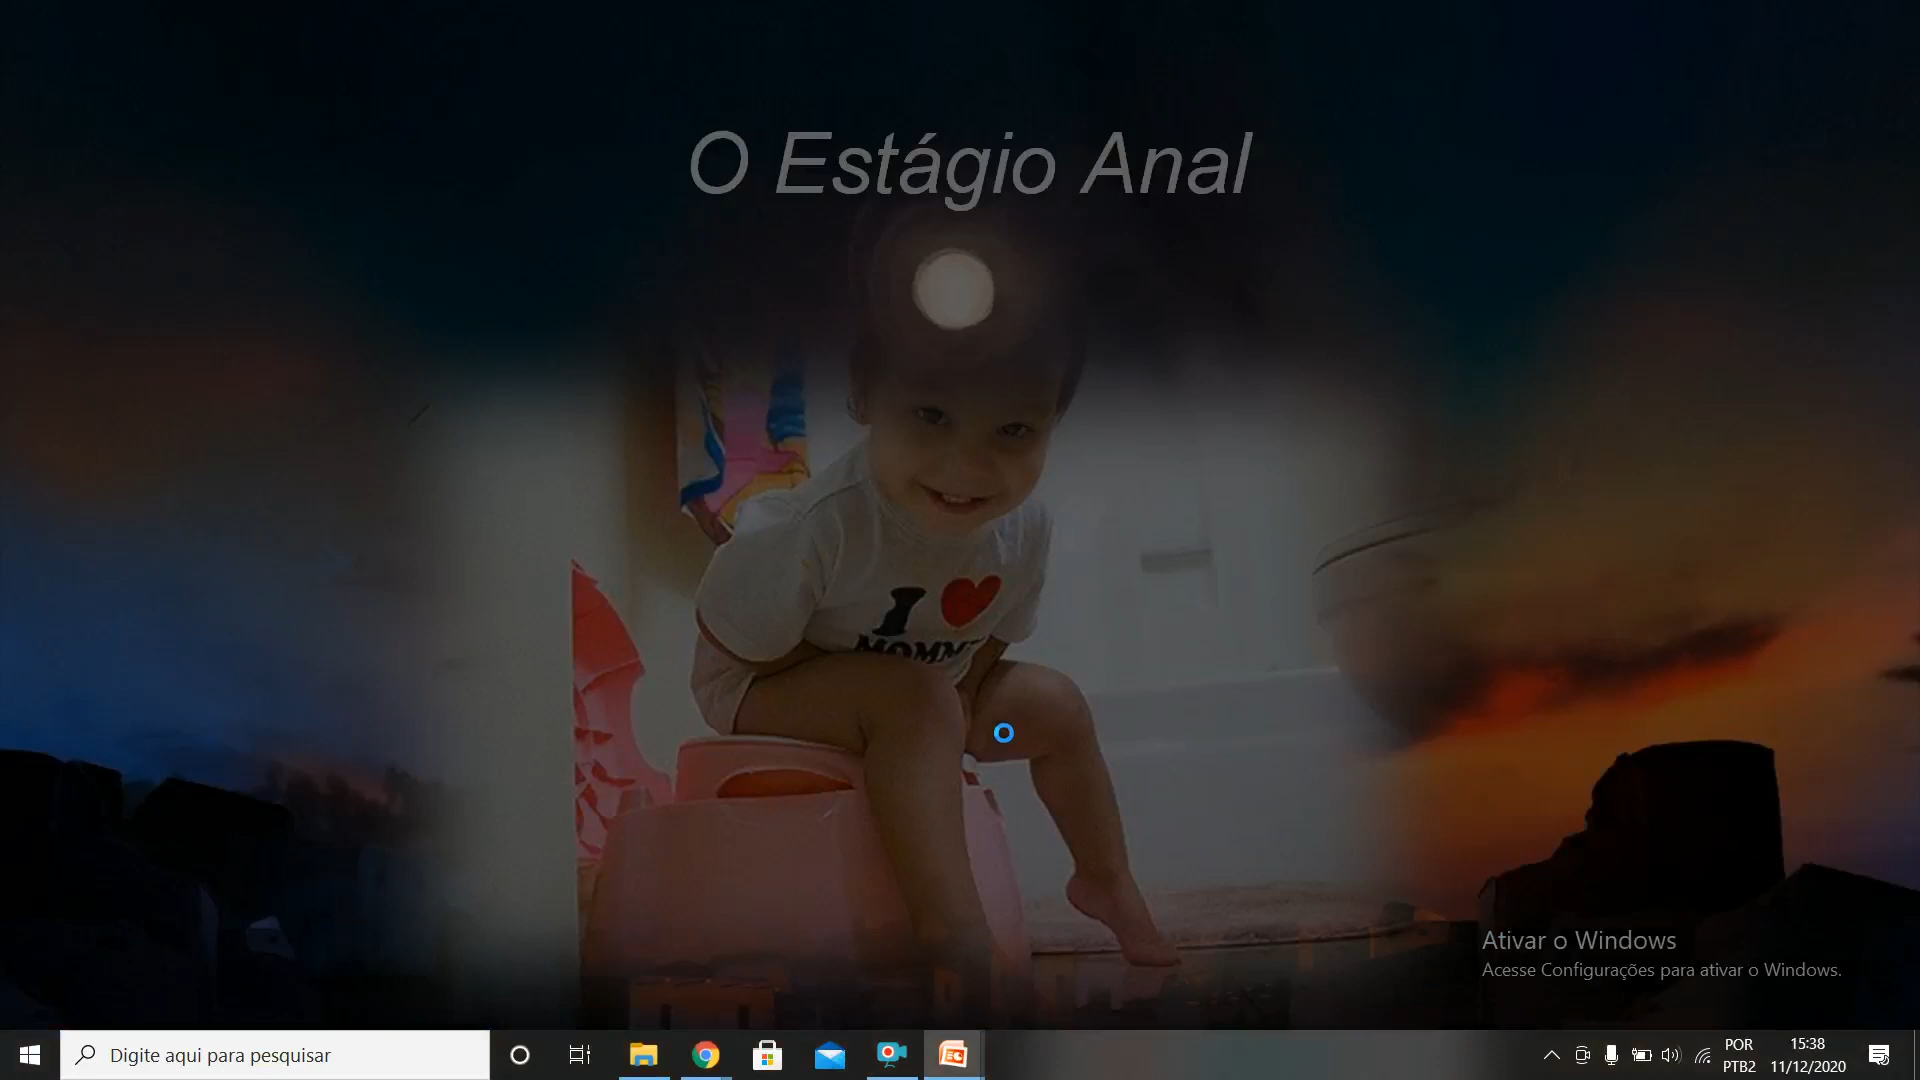 O Estágio Anal
I
MOMM
Ativar o Windows
Acesse Configurações para ativar o Windows.
Digite aqui para pesquisar
POR
PTB2
15:38
11/12/2020